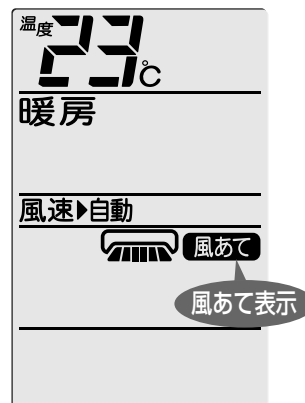 温度 23℃
暖房
風速▶自動
風あて
風あて表示